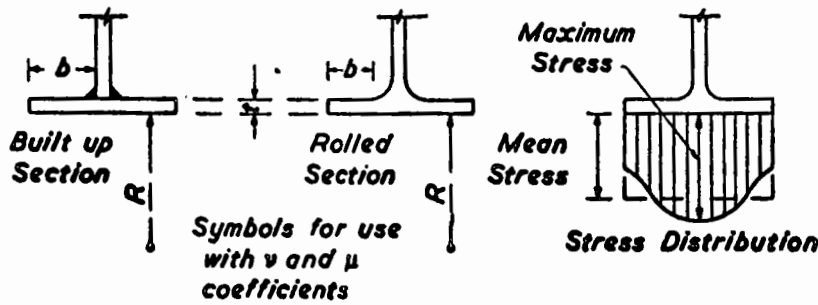 b
Built up
Section
R
t
b
Rolled
Section
R
Symbols for use
with ν and μ
coefficients
Maximum
Stress
Mean
Stress
Stress Distribution